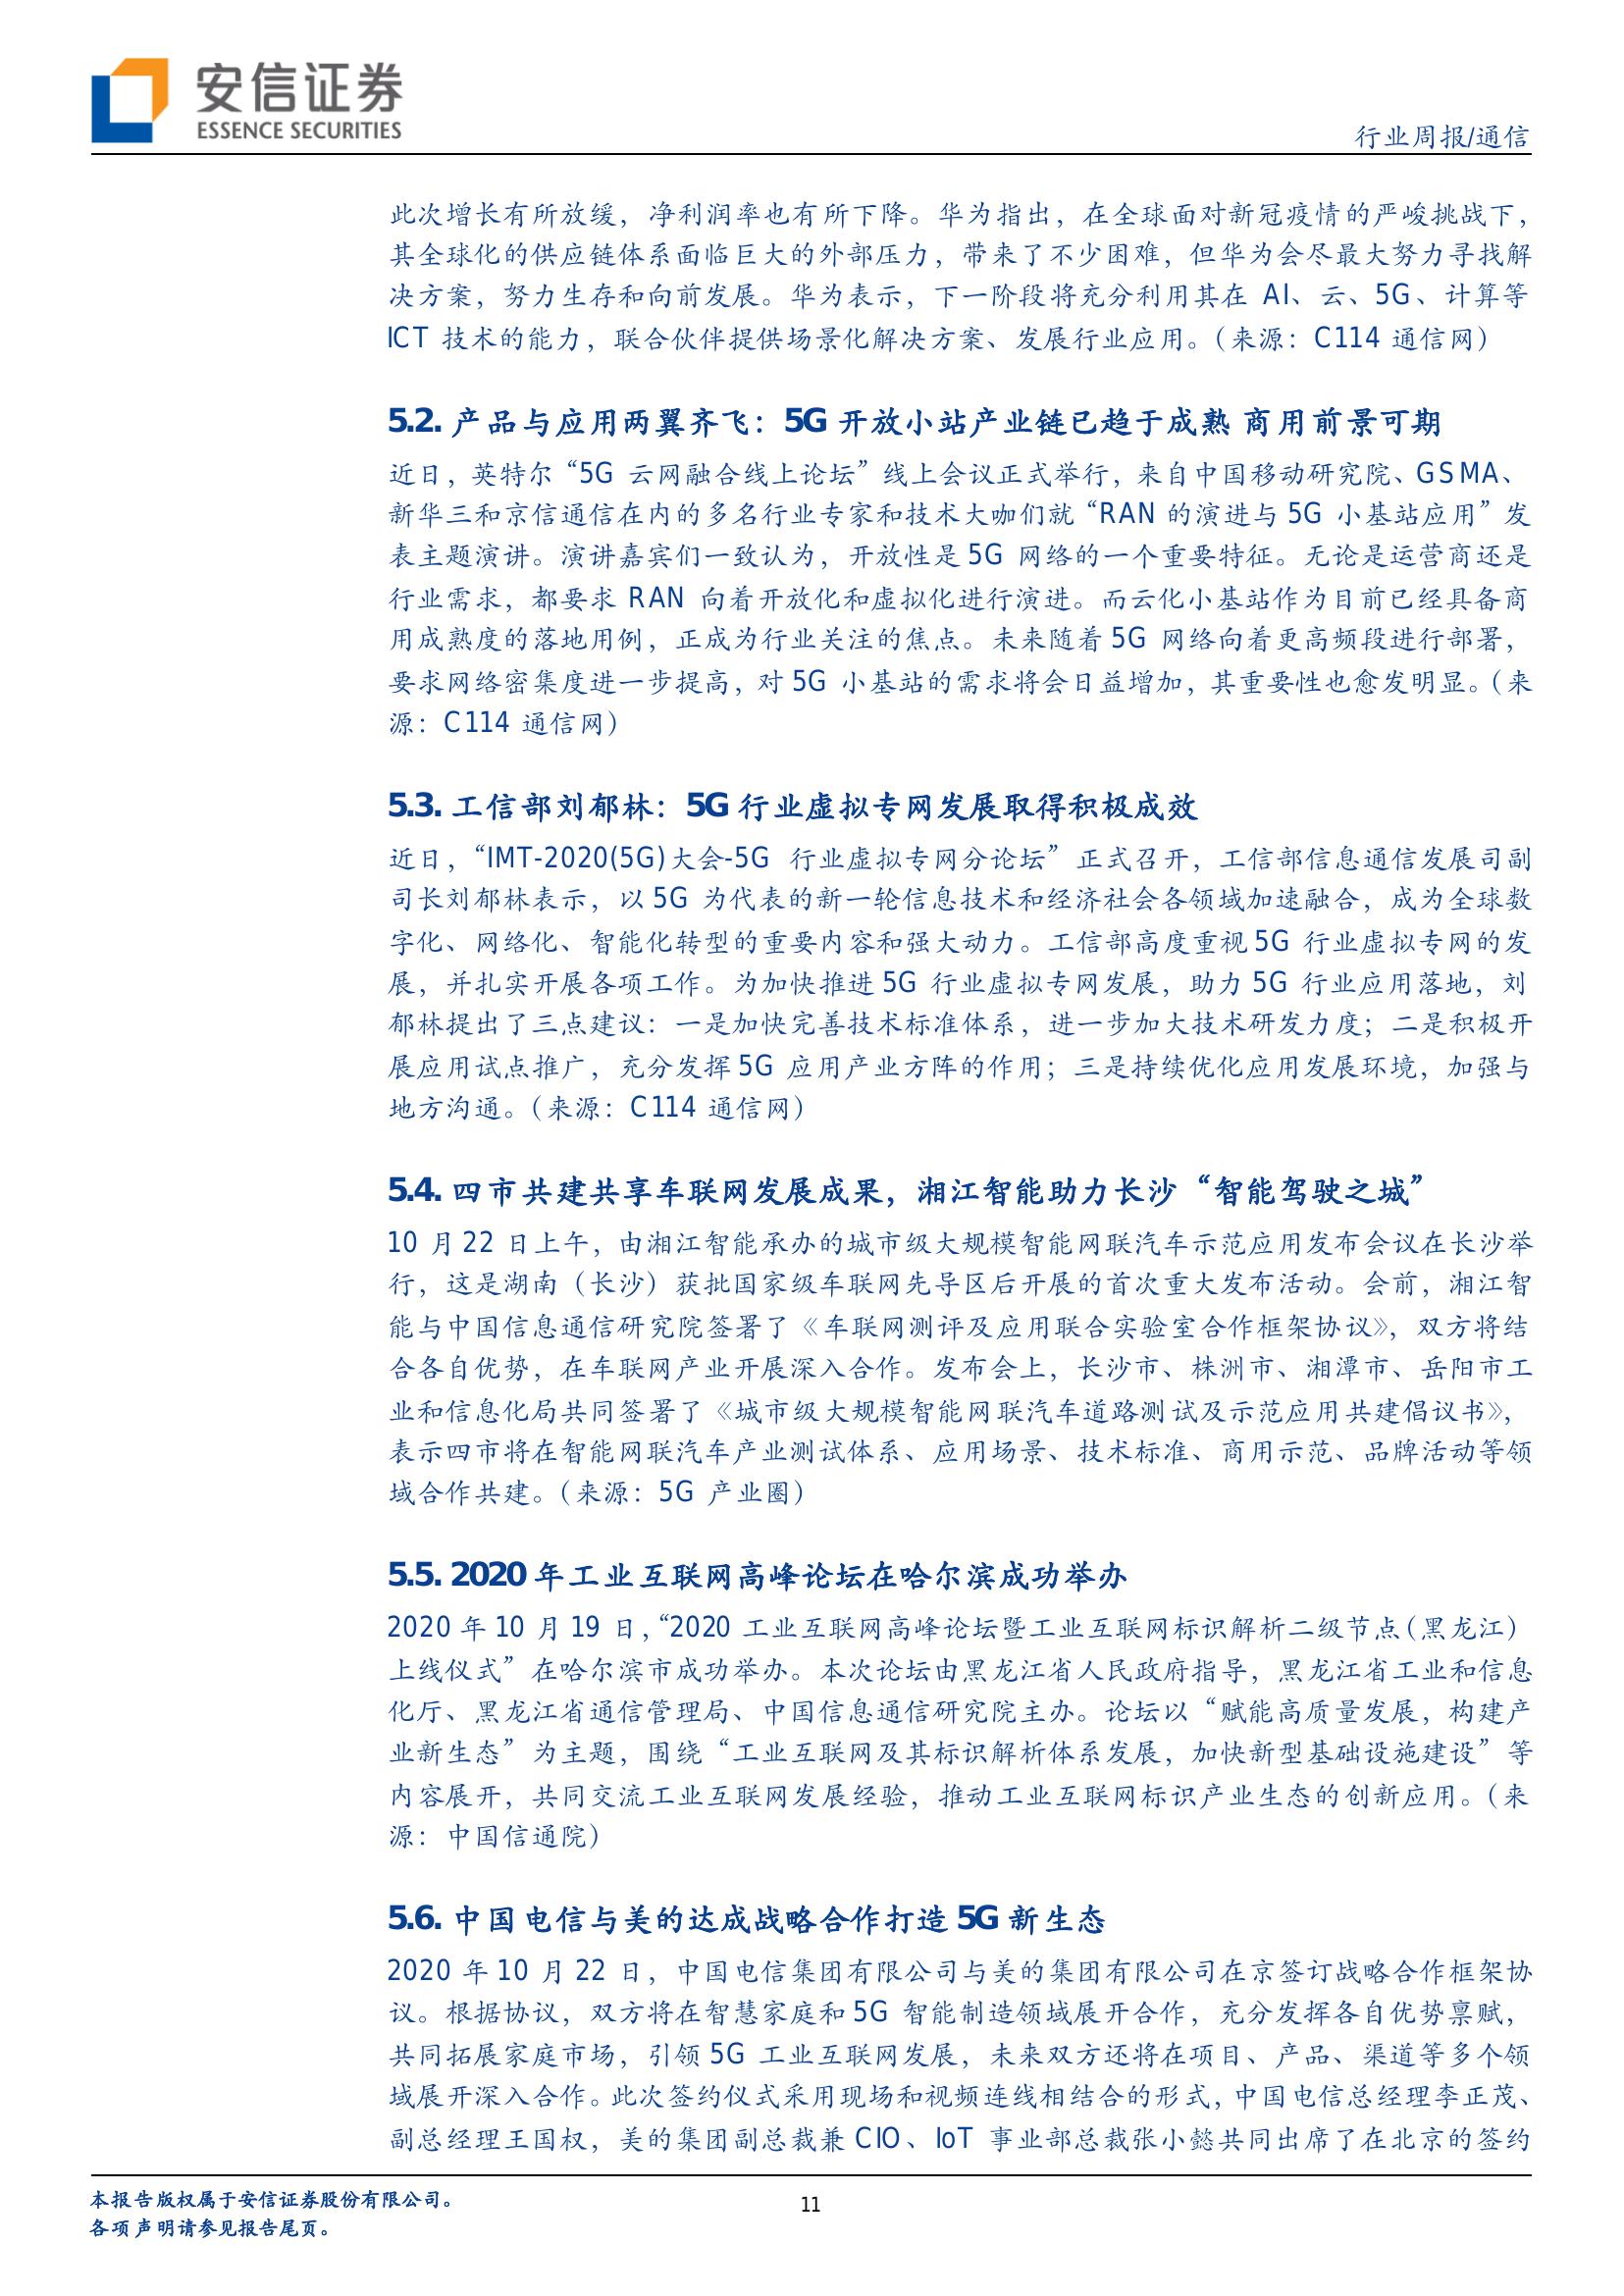 安信证券
ESSENCE SECURITIES
行业周报/通信
此次增长有所放缓，净利润率也有所下降。华为指出，在全球面对新冠疫情的严峻挑战下，
其全球化的供应链体系面临巨大的外部压力，带来了不少困难，但华为会尽最大努力寻找解
决方案，努力生存和向前发展。华为表示，下一阶段将充分利用其在 AI、云、5G、计算等
ICT 技术的能力，联合伙伴提供场景化解决方案、发展行业应用。（来源：C114 通信网）
5.2. 产品与应用两翼齐飞：5G 开放小站产业链已趋于成熟 商用前景可期
近日，英特尔“5G 云网融合线上论坛”线上会议正式举行，来自中国移动研究院、GSMA、
新华三和京信通信在内的多名行业专家和技术大咖们就“RAN 的演进与 5G 小基站应用”发
表主题演讲。演讲嘉宾们一致认为，开放性是 5G 网络的一个重要特征。无论是运营商还是
行业需求，都要求 RAN 向着开放化和虚拟化进行演进。而云化小基站作为目前已经具备商
用成熟度的落地用例，正成为行业关注的焦点。未来随着 5G 网络向着更高频段进行部署，
要求网络密集度进一步提高，对 5G 小基站的需求将会日益增加，其重要性也愈发明显。（来
源：C114 通信网）
5.3. 工信部刘郁林：5G 行业虚拟专网发展取得积极成效
近日，“IMT-2020(5G)大会-5G 行业虚拟专网分论坛”正式召开，工信部信息通信发展司副
司长刘郁林表示，以 5G 为代表的新一轮信息技术和经济社会各领域加速融合，成为全球数
字化、网络化、智能化转型的重要内容和强大动力。工信部高度重视 5G 行业虚拟专网的发
展，并扎实开展各项工作。为加快推进 5G 行业虚拟专网发展，助力 5G 行业应用落地，刘
郁林提出了三点建议：一是加快完善技术标准体系，进一步加大技术研发力度；二是积极开
展应用试点推广，充分发挥 5G 应用产业方阵的作用；三是持续优化应用发展环境，加强与
地方沟通。（来源：C114 通信网）
5.4. 四市共建共享车联网发展成果，湘江智能助力长沙“智能驾驶之城”
10 月 22 日上午，由湘江智能承办的城市级大规模智能网联汽车示范应用发布会议在长沙举
行，这是湖南（长沙）获批国家级车联网先导区后开展的首次重大发布活动。会前，湘江智
能与中国信息通信研究院签署了《车联网测评及应用联合实验室合作框架协议》，双方将结
合各自优势，在车联网产业开展深入合作。发布会上，长沙市、株洲市、湘潭市、岳阳市工
业和信息化局共同签署了《城市级大规模智能网联汽车道路测试及示范应用共建倡议书》，
表示四市将在智能网联汽车产业测试体系、应用场景、技术标准、商用示范、品牌活动等领
域合作共建。（来源：5G 产业圈）
5.5. 2020 年工业互联网高峰论坛在哈尔滨成功举办
2020 年 10 月 19 日，“2020 工业互联网高峰论坛暨工业互联网标识解析二级节点（黑龙江）
上线仪式”在哈尔滨市成功举办。本次论坛由黑龙江省人民政府指导，黑龙江省工业和信息
化厅、黑龙江省通信管理局、中国信息通信研究院主办。论坛以“赋能高质量发展，构建产
业新生态”为主题，围绕“工业互联网及其标识解析体系发展，加快新型基础设施建设”等
内容展开，共同交流工业互联网发展经验，推动工业互联网标识产业生态的创新应用。（来
源：中国信通院）
5.6. 中国电信与美的达成战略合作打造 5G 新生态
2020 年 10 月 22 日，中国电信集团有限公司与美的集团有限公司在京签订战略合作框架协
议。根据协议，双方将在智慧家庭和 5G 智能制造领域展开合作，充分发挥各自优势禀赋，
共同拓展家庭市场，引领 5G 工业互联网发展，未来双方还将在项目、产品、渠道等多个领
域展开深入合作。此次签约仪式采用现场和视频连线相结合的形式，中国电信总经理李正茂、
副总经理王国权，美的集团副总裁兼 CIO、IoT 事业部总裁张小懿共同出席了在北京的签约
本报告版权属于安信证券股份有限公司。
各项声明请参见报告尾页。
11